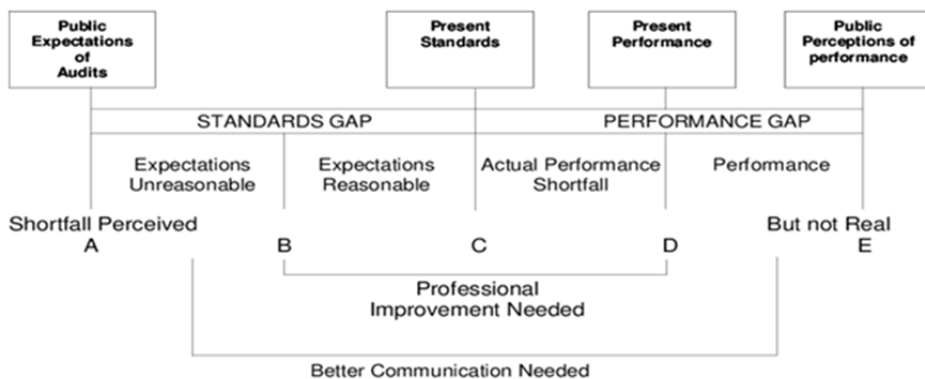 Public
Expectations
of
Audits
Present
Standards
Present
Performance
Public
Perceptions of
performance
STANDARDS GAP
PERFORMANCE GAP
Expectations
Unreasonable
Expectations
Reasonable
Actual Performance
Shortfall
Performance
Shortfall Perceived
But not Real
A
B
C
D
E
Professional
Improvement Needed
Better Communication Needed